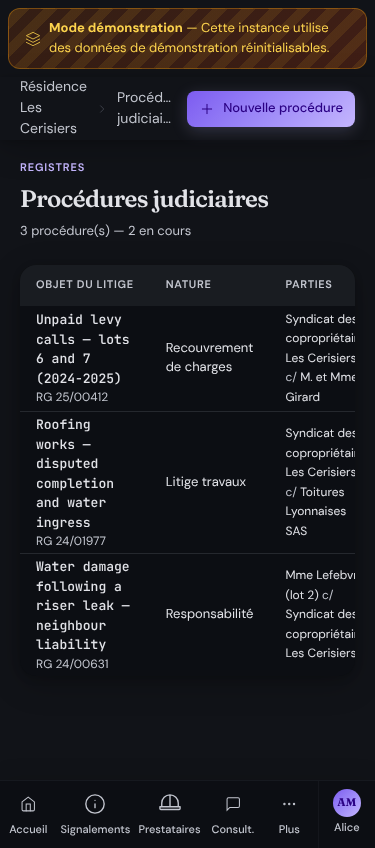 Mode démonstration — Cette instance utilise
des données de démonstration réinitialisables.
Résidence
Les
Cerisiers
Procéd...
judiciai...
Nouvelle procédure
REGISTRES
Procédures judiciaires
3 procédure(s) — 2 en cours
OBJET DU LITIGE NATURE PARTIES
Unpaid levy
calls — lots
6 and 7
(2024-2025)
RG 25/00412
Recouvrement
de charges
Syndicat des
copropriétai
Les Cerisiers
c/ M. et Mme
Girard
Roofing
works —
disputed
completion
and water
ingress
RG 24/01977
Litige travaux
Syndicat des
copropriétai
Les Cerisiers
c/ Toitures
Lyonnaises
SAS
Water damage
following a
riser leak —
neighbour
liability
RG 24/00631
Responsabilité
Mme Lefebvr
(lot 2) c/
Syndicat des
copropriétai
Les Cerisiers
Accueil Signalements Prestataires Consult. Plus
AM
Alice